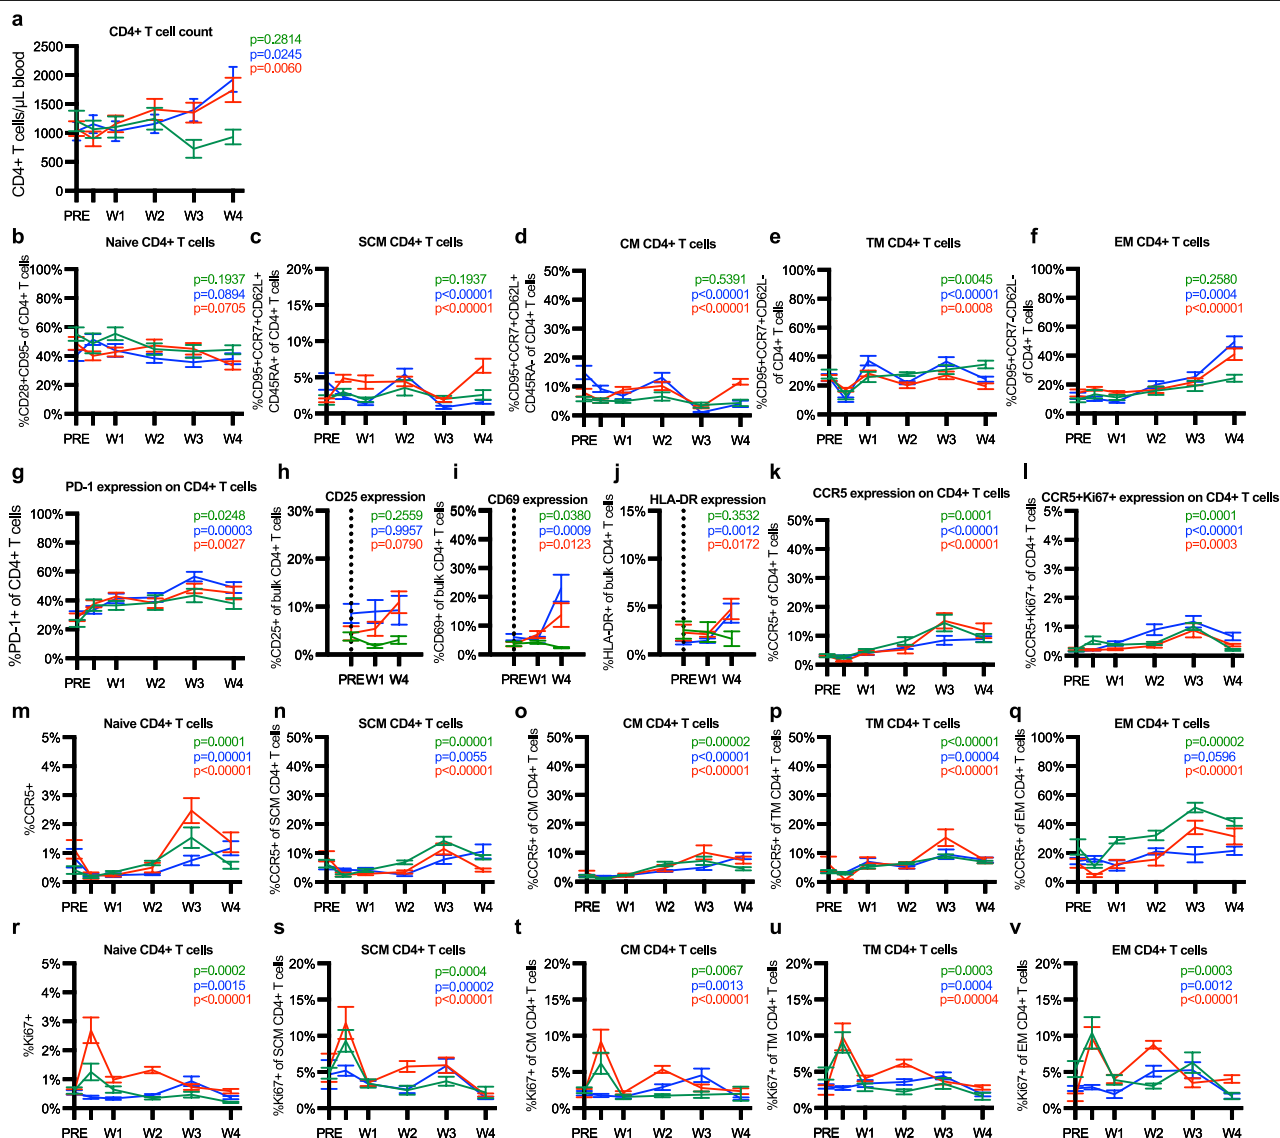 a
CD4+ T cell count
p=0.2814
p=0.0245
p=0.0060
CD4+ T cells/µL blood
2500
2000
1500
1000
500
0
PRE W1 W2 W3 W4
b
Naive CD4+ T cells
%CD28+CD95- of CD4+ T cells
100%
80%
60%
40%
20%
0%
p=0.1937
p=0.0894
p=0.0705
PRE W1 W2 W3 W4
c
SCM CD4+ T cells
%CD95+CCR7+CD62L+
CD45RA+ of CD4+ T cells
20%
15%
10%
5%
0%
p=0.1937
p<0.00001
p<0.00001
PRE W1 W2 W3 W4
d
CM CD4+ T cells
%CD95+CCR7+CD62L+
CD45RA- of CD4+ T cells
50%
40%
30%
20%
10%
0%
p=0.5391
p<0.00001
p<0.00001
PRE W1 W2 W3 W4
e
TM CD4+ T cells
%CD95+CCR7+CD62L-
of CD4+ T cells
100%
80%
60%
40%
20%
0%
p=0.0045
p<0.00001
p=0.0008
PRE W1 W2 W3 W4
f
EM CD4+ T cells
%CD95+CCR7-CD62L-
of CD4+ T cells
100%
80%
60%
40%
20%
0%
p=0.2580
p=0.0004
p<0.00001
PRE W1 W2 W3 W4
g
PD-1 expression on CD4+ T cells
%PD-1+ of CD4+ T cells
100%
80%
60%
40%
20%
0%
p=0.0248
p=0.00003
p=0.0027
PRE W1 W2 W3 W4
h
CD25 expression
%CD25+ of bulk CD4+ T cells
30%
20%
10%
0%
p=0.2559
p=0.9957
p=0.0790
PRE W1 W4
i
CD69 expression
%CD69+ of bulk CD4+ T cells
50%
40%
30%
20%
10%
0%
p=0.0380
p=0.0009
p=0.0123
PRE W1 W4
j
HLA-DR expression
%HLA-DR+ of bulk CD4+ T cells
15%
10%
5%
0%
p=0.3532
p=0.0012
p=0.0172
PRE W1 W4
k
CCR5 expression on CD4+ T cells
%CCR5+ of CD4+ T cells
50%
40%
30%
20%
10%
0%
p=0.0001
p<0.00001
p<0.00001
PRE W1 W2 W3 W4
l
CCR5+Ki67+ expression on CD4+ T cells
%CCR5+Ki67+ of CD4+ T cells
5%
4%
3%
2%
1%
0%
p=0.0001
p<0.00001
p=0.0003
PRE W1 W2 W3 W4
m
Naive CD4+ T cells
%CCR5+
5%
4%
3%
2%
1%
0%
p=0.0001
p=0.00001
p<0.00001
PRE W1 W2 W3 W4
n
SCM CD4+ T cells
%CCR5+ of SCM CD4+ T cells
50%
40%
30%
20%
10%
0%
p=0.00001
p=0.0055
p<0.00001
PRE W1 W2 W3 W4
o
CM CD4+ T cells
%CCR5+ of CM CD4+ T cells
50%
40%
30%
20%
10%
0%
p=0.00002
p<0.00001
p<0.00001
PRE W1 W2 W3 W4
p
TM CD4+ T cells
%CCR5+ of TM CD4+ T cells
50%
40%
30%
20%
10%
0%
p<0.00001
p=0.00004
p<0.00001
PRE W1 W2 W3 W4
q
EM CD4+ T cells
%CCR5+ of EM CD4+ T cells
100%
80%
60%
40%
20%
0%
p=0.00002
p=0.0596
p<0.00001
PRE W1 W2 W3 W4
r
Naive CD4+ T cells
%Ki67+
5%
4%
3%
2%
1%
0%
p=0.0002
p=0.0015
p<0.00001
PRE W1 W2 W3 W4
s
SCM CD4+ T cells
%Ki67+ of SCM CD4+ T cells
20%
15%
10%
5%
0%
p=0.0004
p=0.00002
p<0.00001
PRE W1 W2 W3 W4
t
CM CD4+ T cells
%Ki67+ of CM CD4+ T cells
20%
15%
10%
5%
0%
p=0.0067
p=0.0013
p<0.00001
PRE W1 W2 W3 W4
u
TM CD4+ T cells
%Ki67+ of TM CD4+ T cells
20%
15%
10%
5%
0%
p=0.0003
p=0.0004
p=0.00004
PRE W1 W2 W3 W4
v
EM CD4+ T cells
%Ki67+ of EM CD4+ T cells
20%
15%
10%
5%
0%
p=0.0003
p=0.0012
p<0.00001
PRE W1 W2 W3 W4